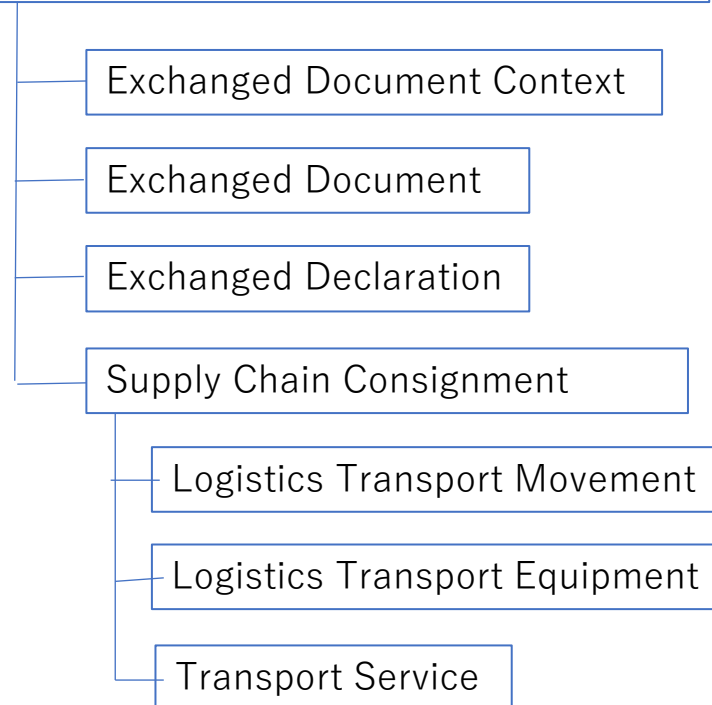 Exchanged Document Context
Exchanged Document
Exchanged Declaration
Supply Chain Consignment
Logistics Transport Movement
Logistics Transport Equipment
Transport Service